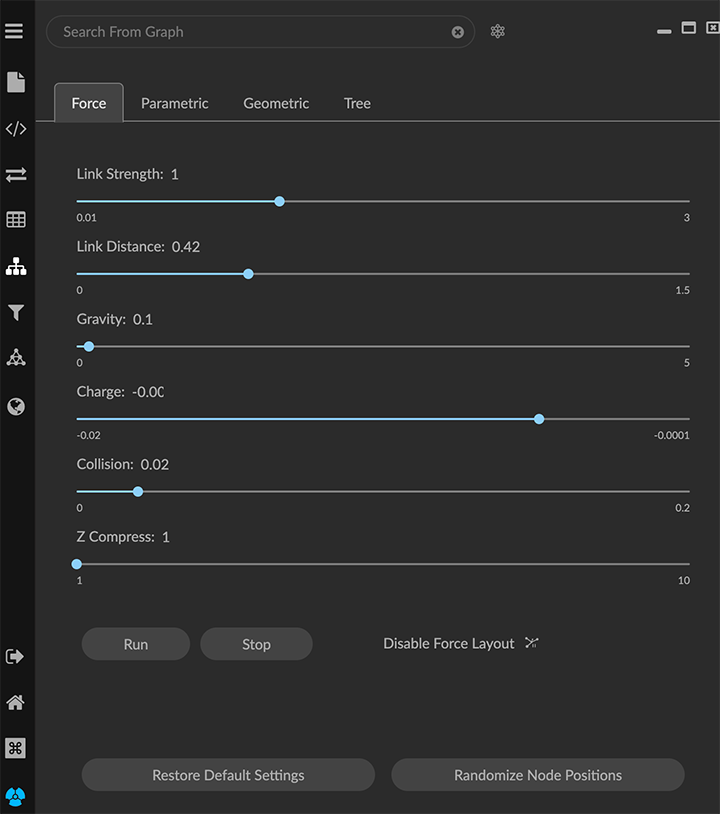 Search From Graph
Force Parametric Geometric Tree
Link Strength: 1
0.01 3
Link Distance: 0.42
0 1.5
Gravity: 0.1
0 5
Charge: -0.00
-0.02 -0.0001
Collision: 0.02
0 0.2
Z Compress: 1
1 10
Run Stop Disable Force Layout
Restore Default Settings Randomize Node Positions